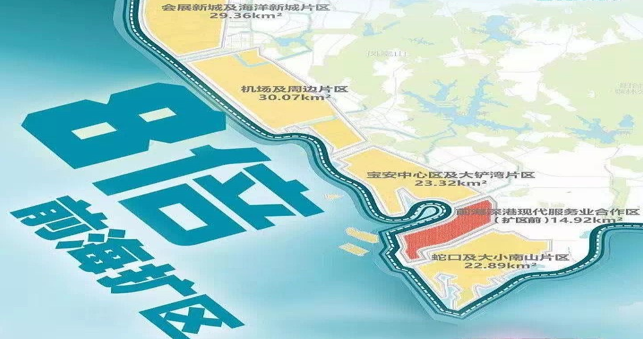 会展新城及海洋新城片区
29.36km²
机场及周边片区
30.07km²
宝安中心区及大铲湾片区
23.32km²
前海深港现代服务业合作区
(扩区前)14.92km²
蛇口及大小南山片区
22.89km²
8倍
前海扩区